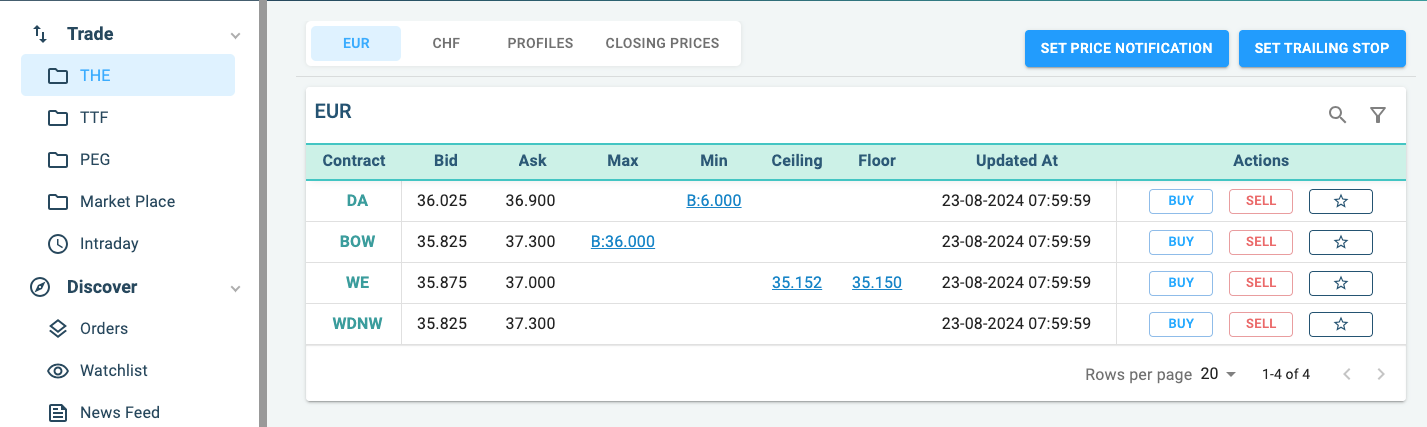 Trade
THE
TTF
PEG
Market Place
Intraday
Discover
Orders
Watchlist
News Feed
EUR CHF PROFILES CLOSING PRICES
SET PRICE NOTIFICATION SET TRAILING STOP
EUR
Contract Bid Ask Max Min Ceiling Floor Updated At Actions
DA 36.025 36.900 B:6.000 23-08-2024 07:59:59 BUY SELL
BOW 35.825 37.300 B:36.000 23-08-2024 07:59:59 BUY SELL
WE 35.875 37.000 35.152 35.150 23-08-2024 07:59:59 BUY SELL
WDNW 35.825 37.300 23-08-2024 07:59:59 BUY SELL
Rows per page 20 1-4 of 4